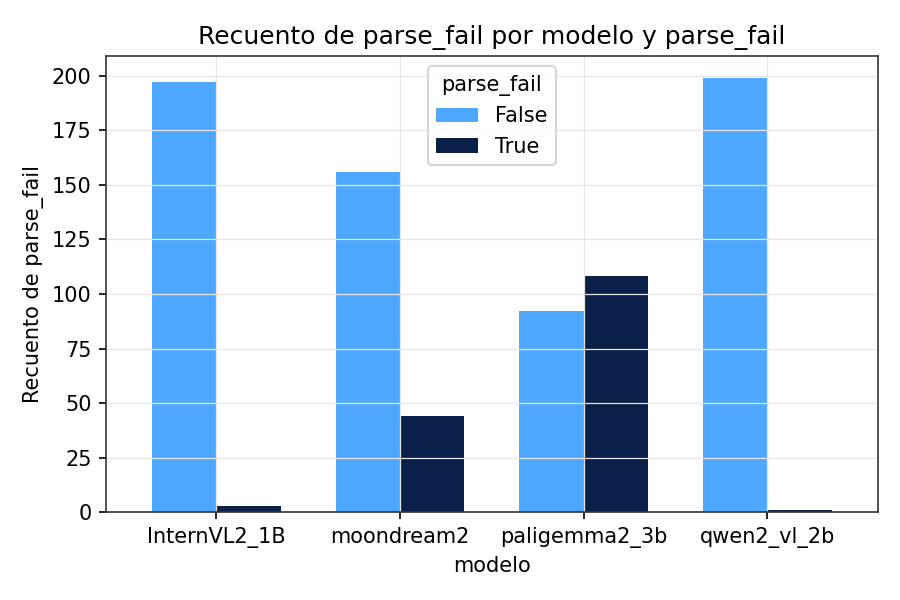 Recuento de parse_fail por modelo y parse_fail
parse_fail
False
True
Recuento de parse_fail
200
175
150
125
100
75
50
25
0
InternVL2_1B moondream2 paligemma2_3b qwen2_vl_2b
modelo